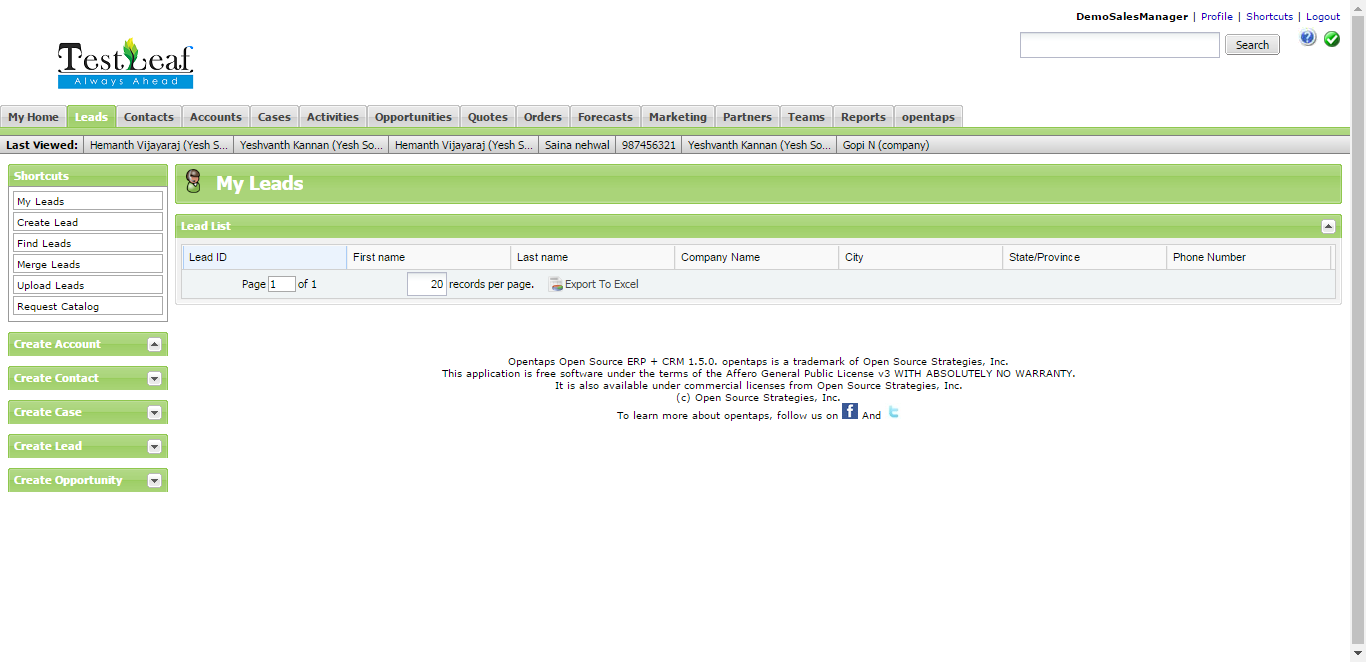 DemoSalesManager | Profile | Shortcuts | Logout
TestLeaf
Always Ahead
Search
My Home Leads Contacts Accounts Cases Activities Opportunities Quotes Orders Forecasts Marketing Partners Teams Reports opentaps
Last Viewed: Hemanth Vijayaraj (Yesh S... Yeshvanth Kannan (Yesh So... Hemanth Vijayaraj (Yesh S... Saina nehwal 987456321 Yeshvanth Kannan (Yesh So... Gopi N (company)
Shortcuts
My Leads
Create Lead
Find Leads
Merge Leads
Upload Leads
Request Catalog
Create Account
Create Contact
Create Case
Create Lead
Create Opportunity
My Leads
Lead List
Lead ID First name Last name Company Name City State/Province Phone Number
Page 1 of 1 20 records per page. Export To Excel
Opentaps Open Source ERP + CRM 1.5.0. opentaps is a trademark of Open Source Strategies, Inc.
This application is free software under the terms of the Affero General Public License v3 WITH ABSOLUTELY NO WARRANTY.
It is also available under commercial licenses from Open Source Strategies, Inc.
(c) Open Source Strategies, Inc.
To learn more about opentaps, follow us on f And t